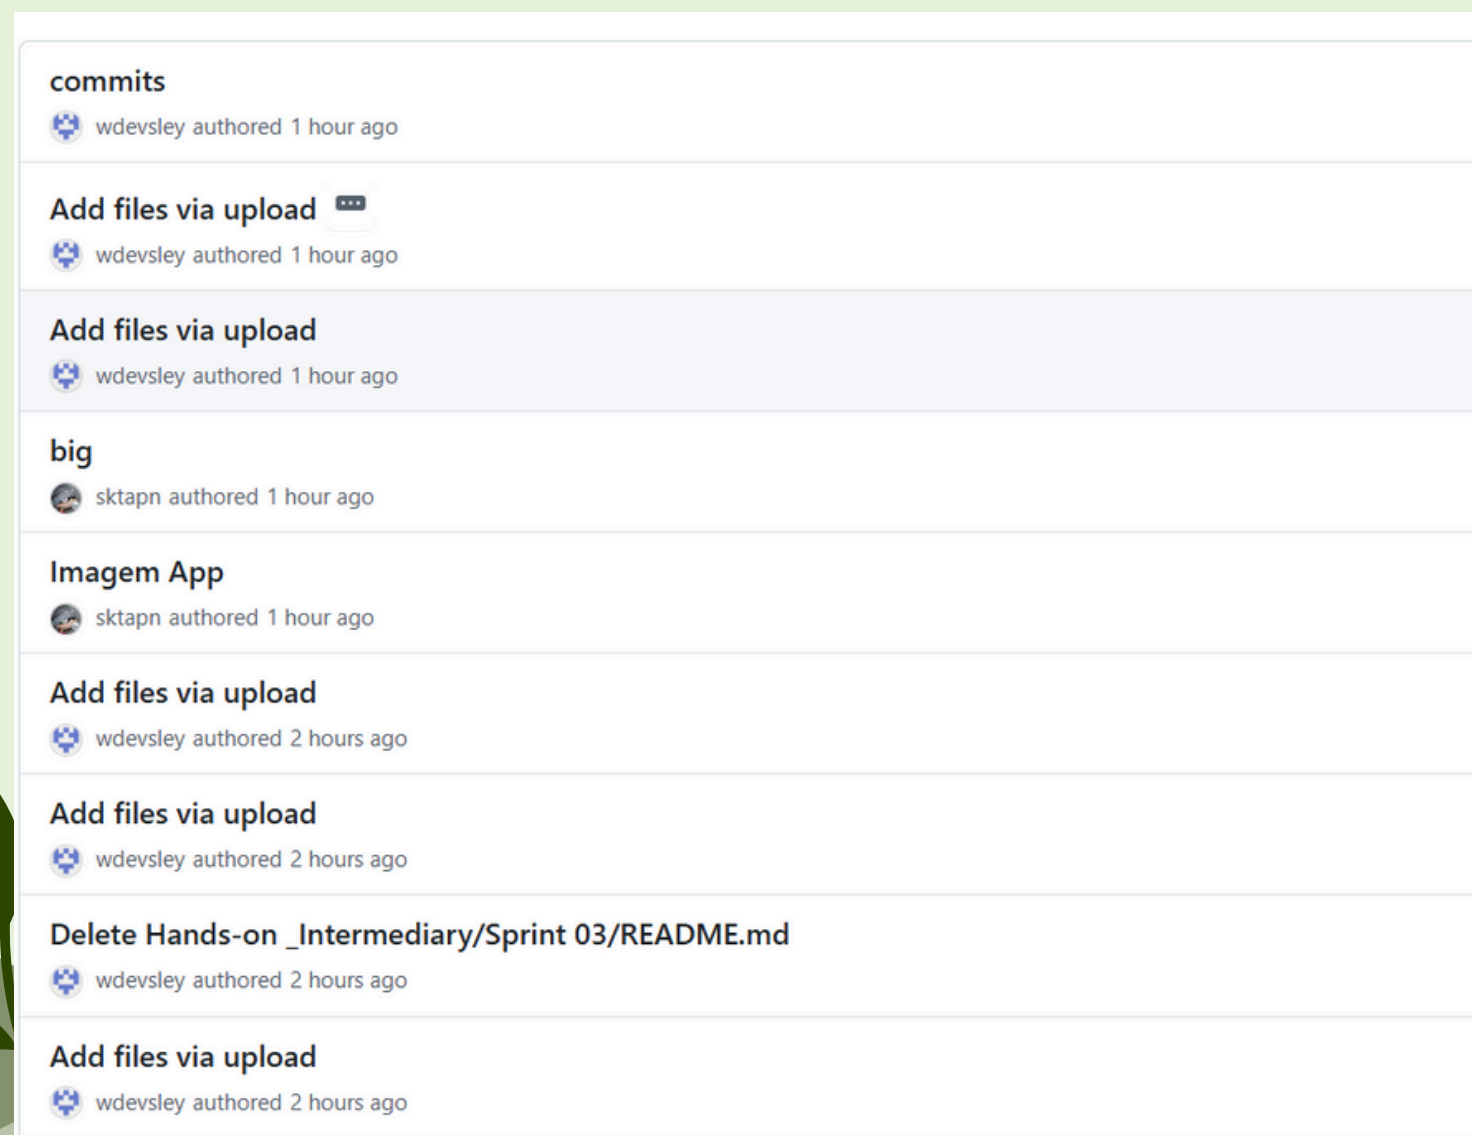 commits
wdevsley authored 1 hour ago
Add files via upload
wdevsley authored 1 hour ago
Add files via upload
wdevsley authored 1 hour ago
big
sktapn authored 1 hour ago
Imagem App
sktapn authored 1 hour ago
Add files via upload
wdevsley authored 2 hours ago
Add files via upload
wdevsley authored 2 hours ago
Delete Hands-on _Intermediary/Sprint 03/README.md
wdevsley authored 2 hours ago
Add files via upload
wdevsley authored 2 hours ago